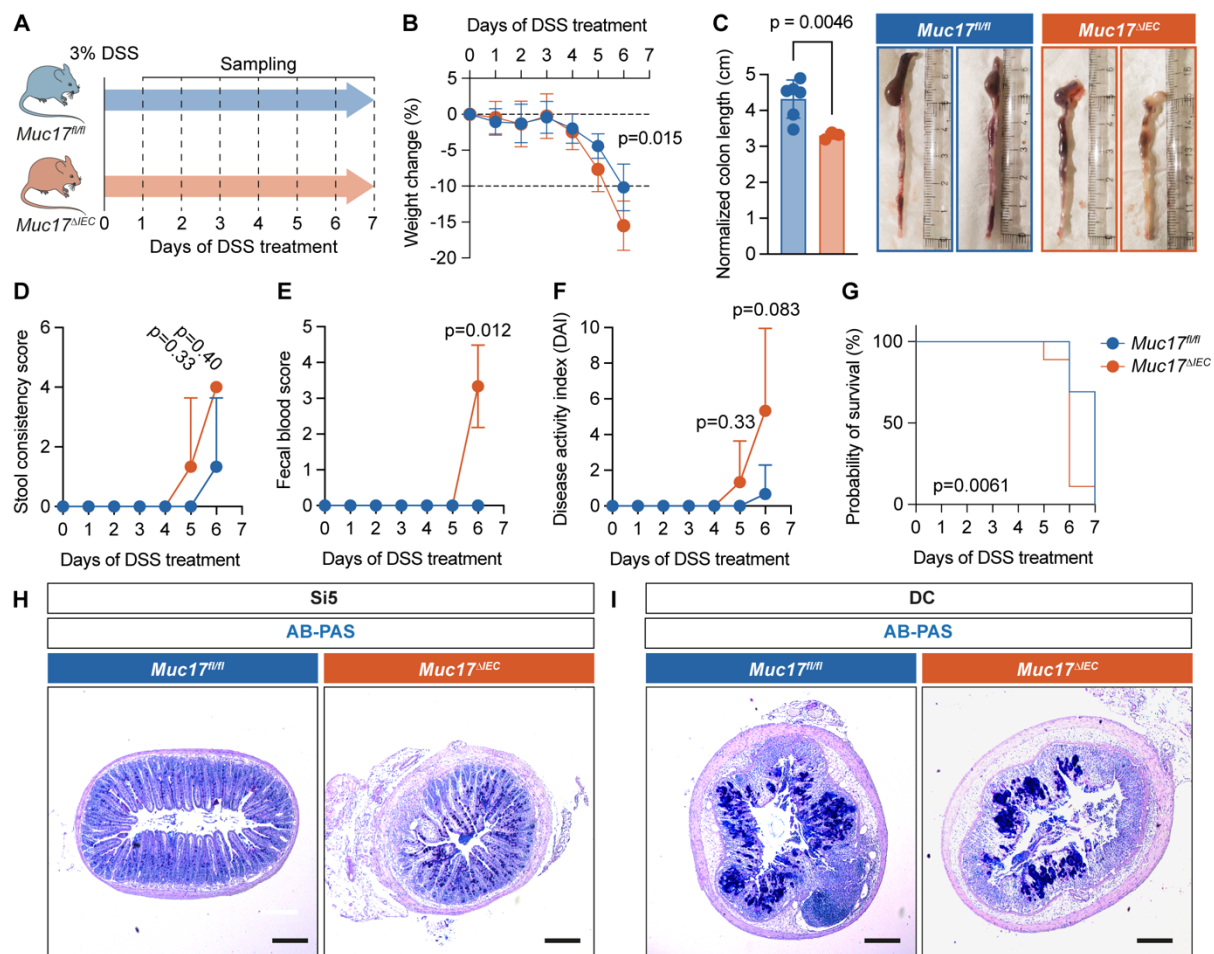 A
3% DSS
Sampling
Muc17fl/fl
Muc17ΔIEC
0 1 2 3 4 5 6 7
Days of DSS treatment
B
Days of DSS treatment
0 1 2 3 4 5 6 7
Weight change (%)
5
0
-5
-10
-15
-20
p=0.015
C
p = 0.0046
Normalized colon length (cm)
5
4
3
2
1
0
Muc17fl/fl
Muc17ΔIEC
D
Stool consistency score
6
4
2
0
p=0.33
p=0.40
0 1 2 3 4 5 6 7
Days of DSS treatment
E
Fecal blood score
5
4
3
2
1
0
p=0.012
0 1 2 3 4 5 6 7
Days of DSS treatment
F
Disease activity index (DAI)
10
8
6
4
2
0
p=0.083
p=0.33
0 1 2 3 4 5 6 7
Days of DSS treatment
G
Probability of survival (%)
100
50
0
p=0.0061
0 1 2 3 4 5 6 7
Days of DSS treatment
Muc17fl/fl
Muc17ΔIEC
H
Si5
AB-PAS
Muc17fl/fl
Muc17ΔIEC
I
DC
AB-PAS
Muc17fl/fl
Muc17ΔIEC